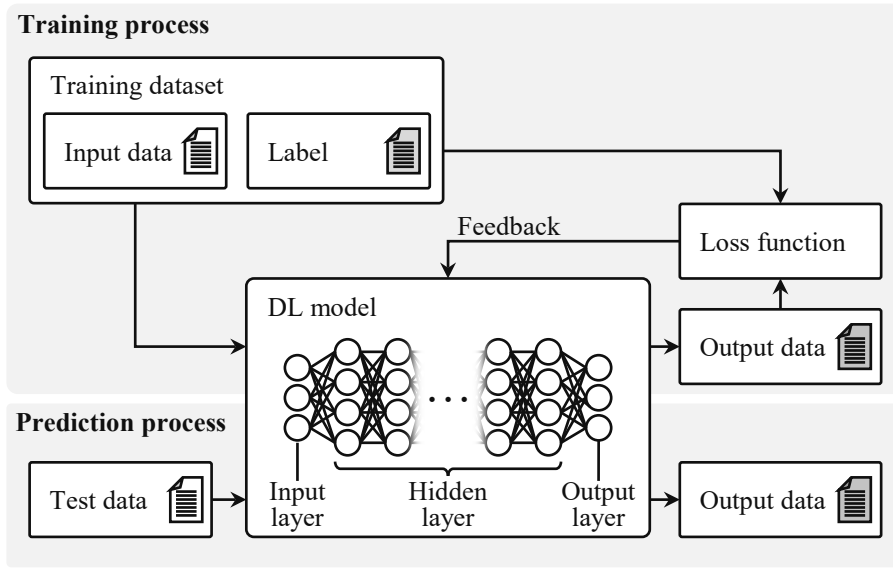 Training process
Training dataset
Input data
Label
Feedback
Loss function
DL model
Output data
...
Prediction process
Test data
Input
layer
Hidden
layer
Output
layer
Output data